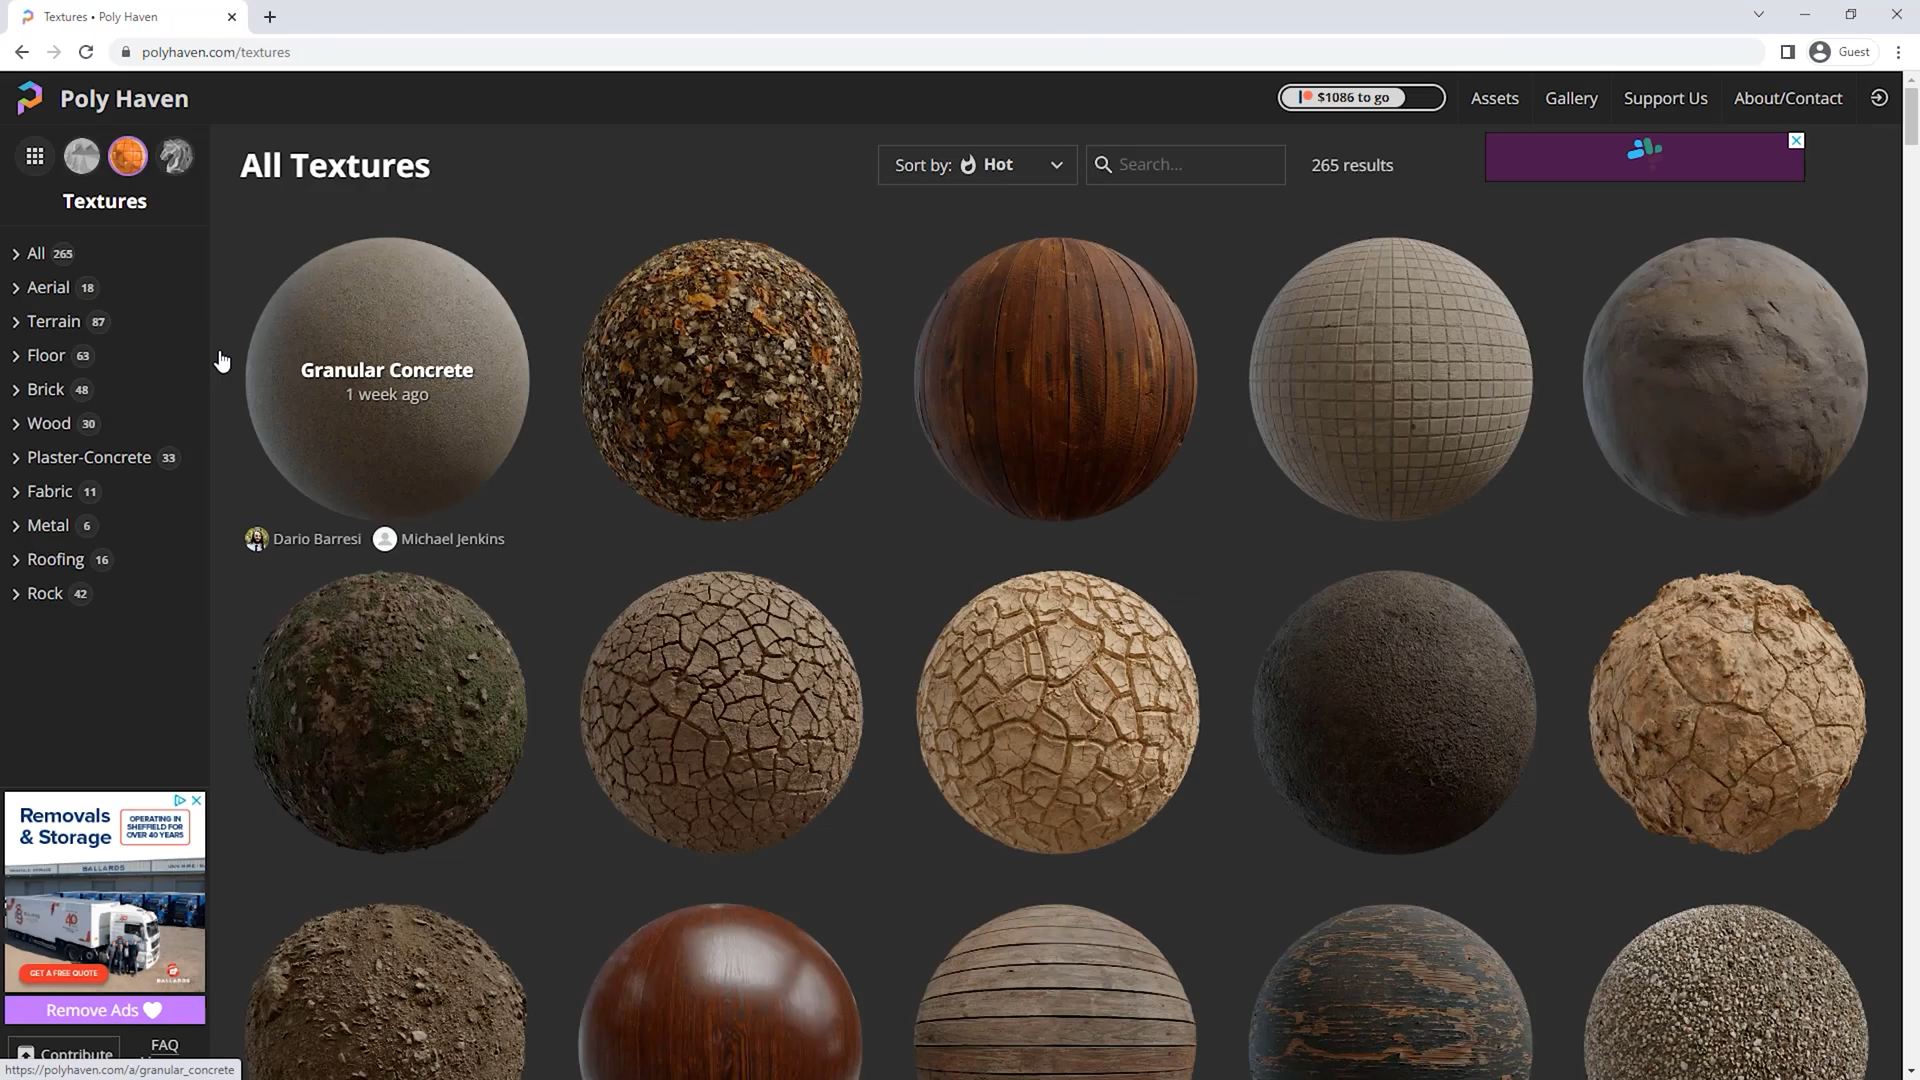 Textures • Poly Haven
polyhaven.com/textures
Guest
Poly Haven
$1086 to go
Assets
Gallery
Support Us
About/Contact
Textures
All Textures
Sort by: Hot
Search...
265 results
All 265
Aerial 18
Terrain 87
Floor 63
Brick 48
Wood 30
Plaster-Concrete 33
Fabric 11
Metal 6
Roofing 16
Rock 42
Granular Concrete
1 week ago
Dario Barresi
Michael Jenkins
Removals
& Storage
OPERATING IN
SHEFFIELD FOR
OVER 40 YEARS
BALLARDS
40
GET A FREE QUOTE
BALLARDS
Remove Ads
Contribute
FAQ
https://polyhaven.com/a/granular_concrete